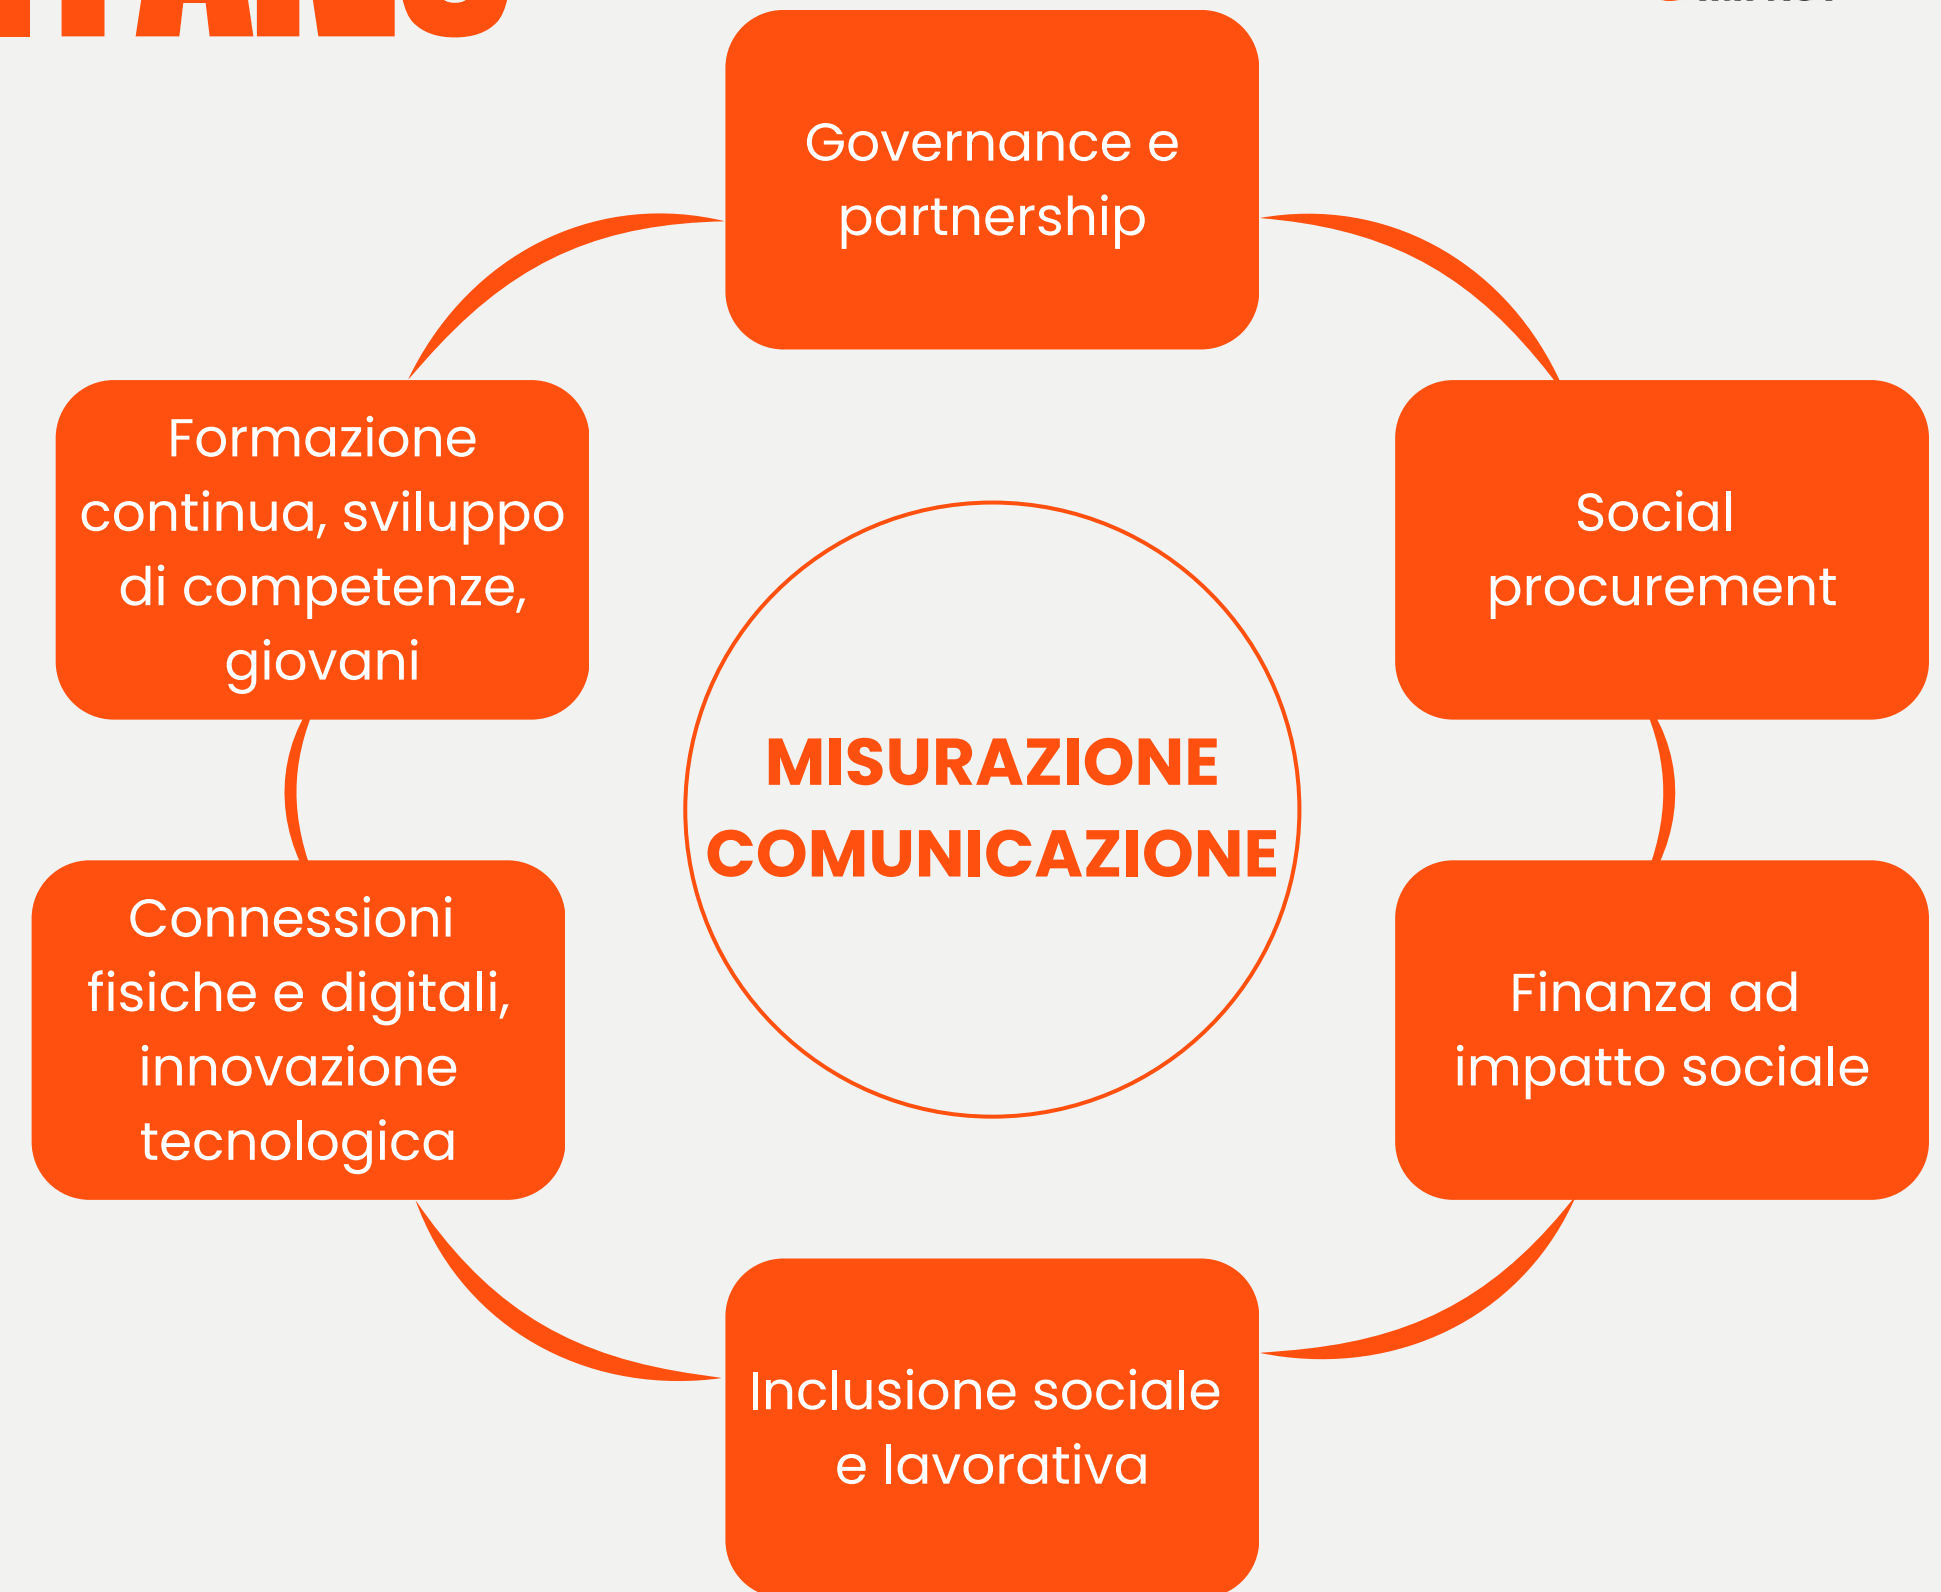 Governance e
partnership
Formazione
continua, sviluppo
di competenze,
giovani
Social
procurement
MISURAZIONE
COMUNICAZIONE
Connessioni
fisiche e digitali,
innovazione
tecnologica
Finanza ad
impatto sociale
Inclusione sociale
e lavorativa